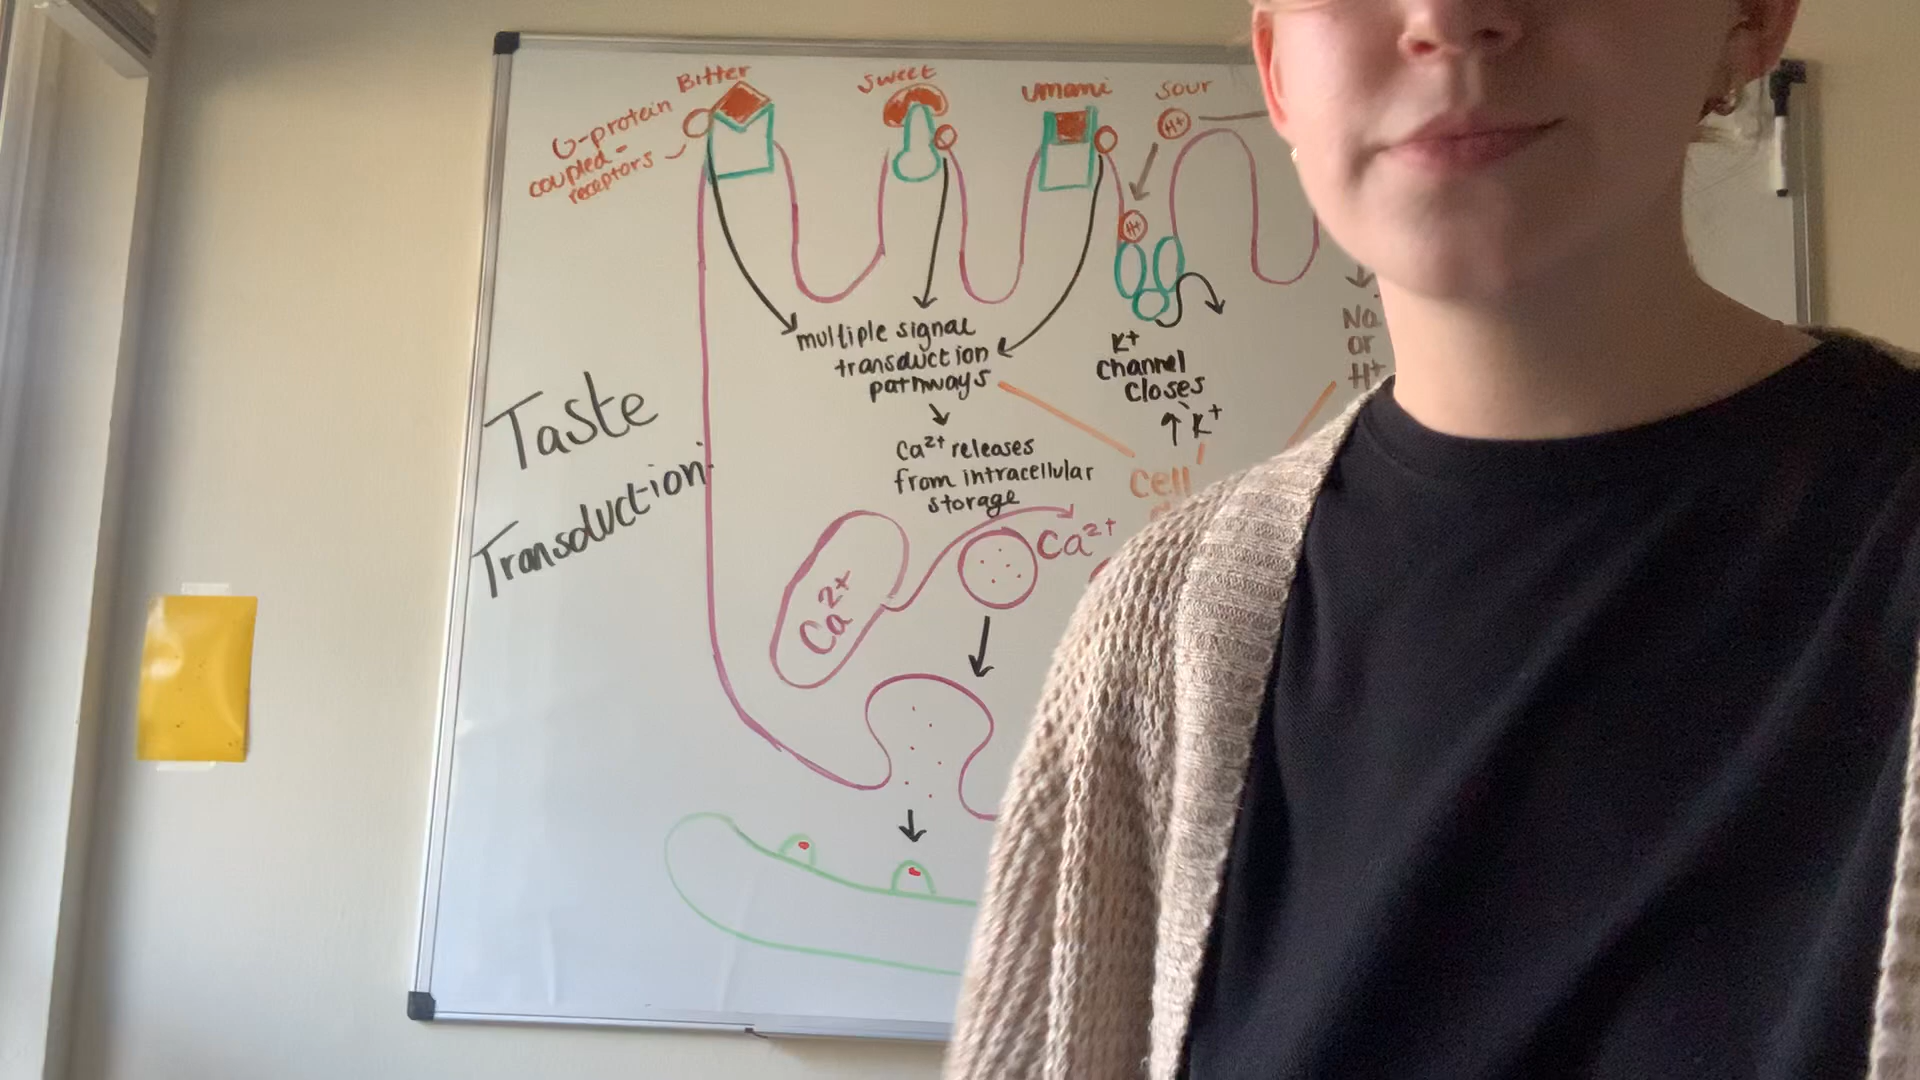 Bitter
Sweet
umami
sour
G-protein
coupled-
receptors
H+
H+
multiple signal
transduction
pathways
K+
channel
closes
↑ K+
Na
or
H+
Ca2+ releases
from intracellular
storage
Cell
Ca2+
Ca2+
Taste
Transduction